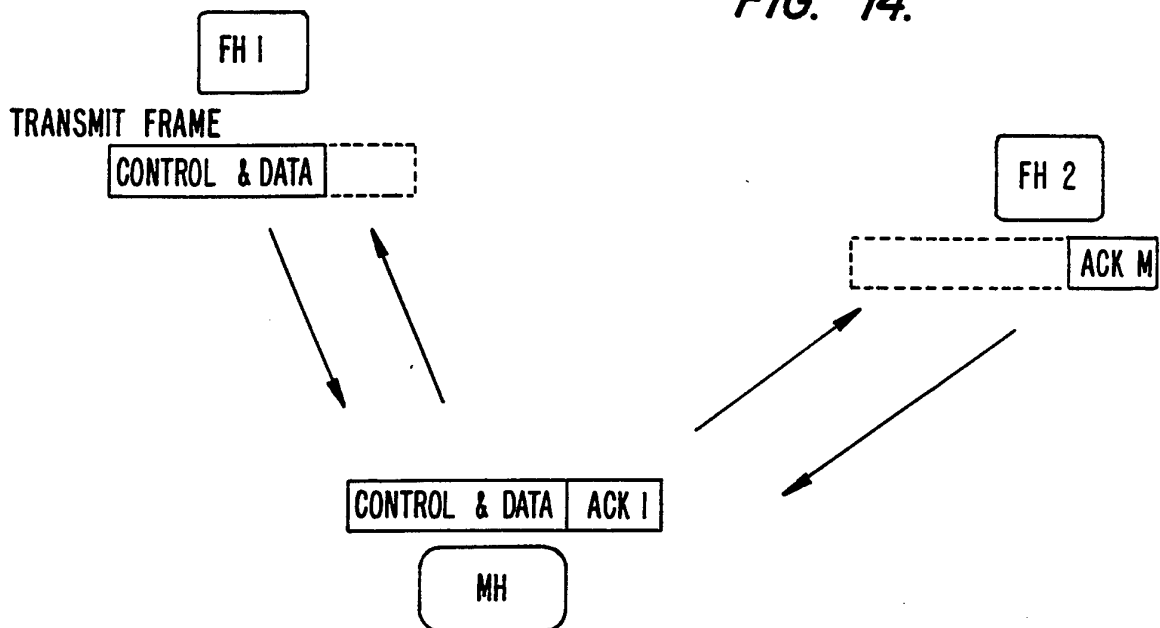 FIG. 14.
FH 1
TRANSMIT FRAME
CONTROL & DATA
FH 2
ACK M
CONTROL & DATA ACK 1
MH